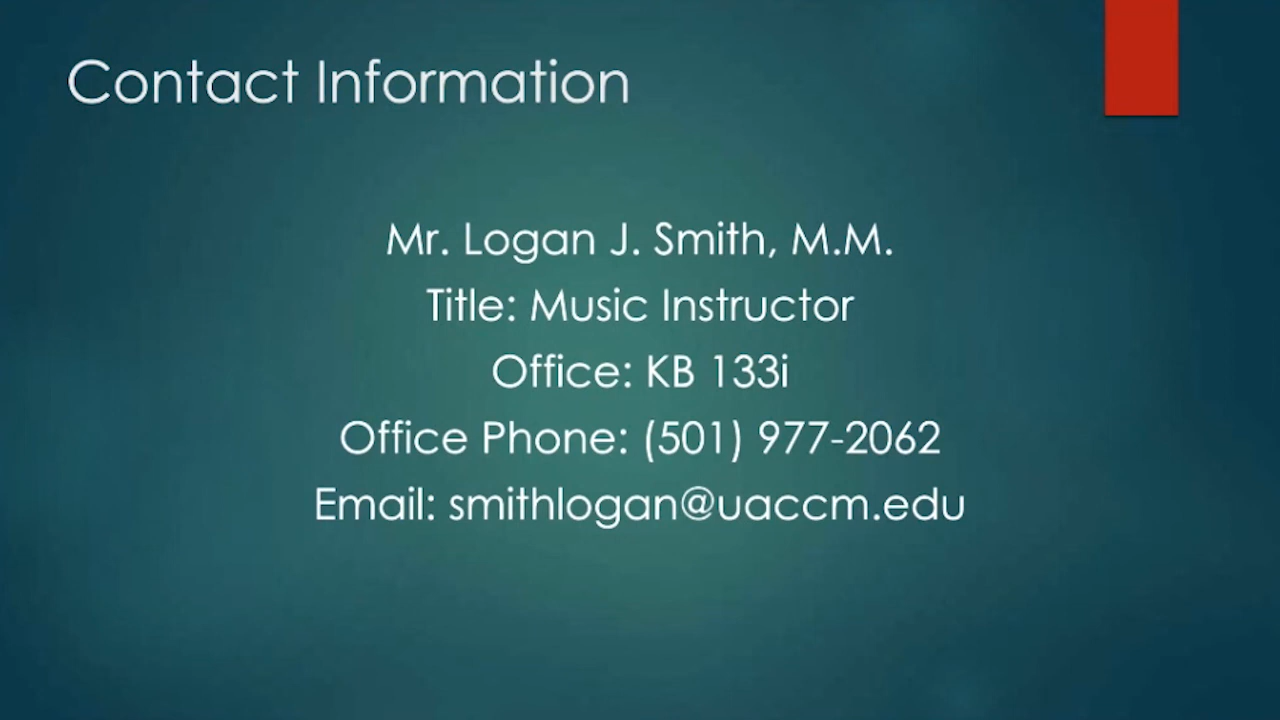 Contact Information
Mr. Logan J. Smith, M.M.
Title: Music Instructor
Office: KB 133i
Office Phone: (501) 977-2062
Email: smithlogan@uaccm.edu